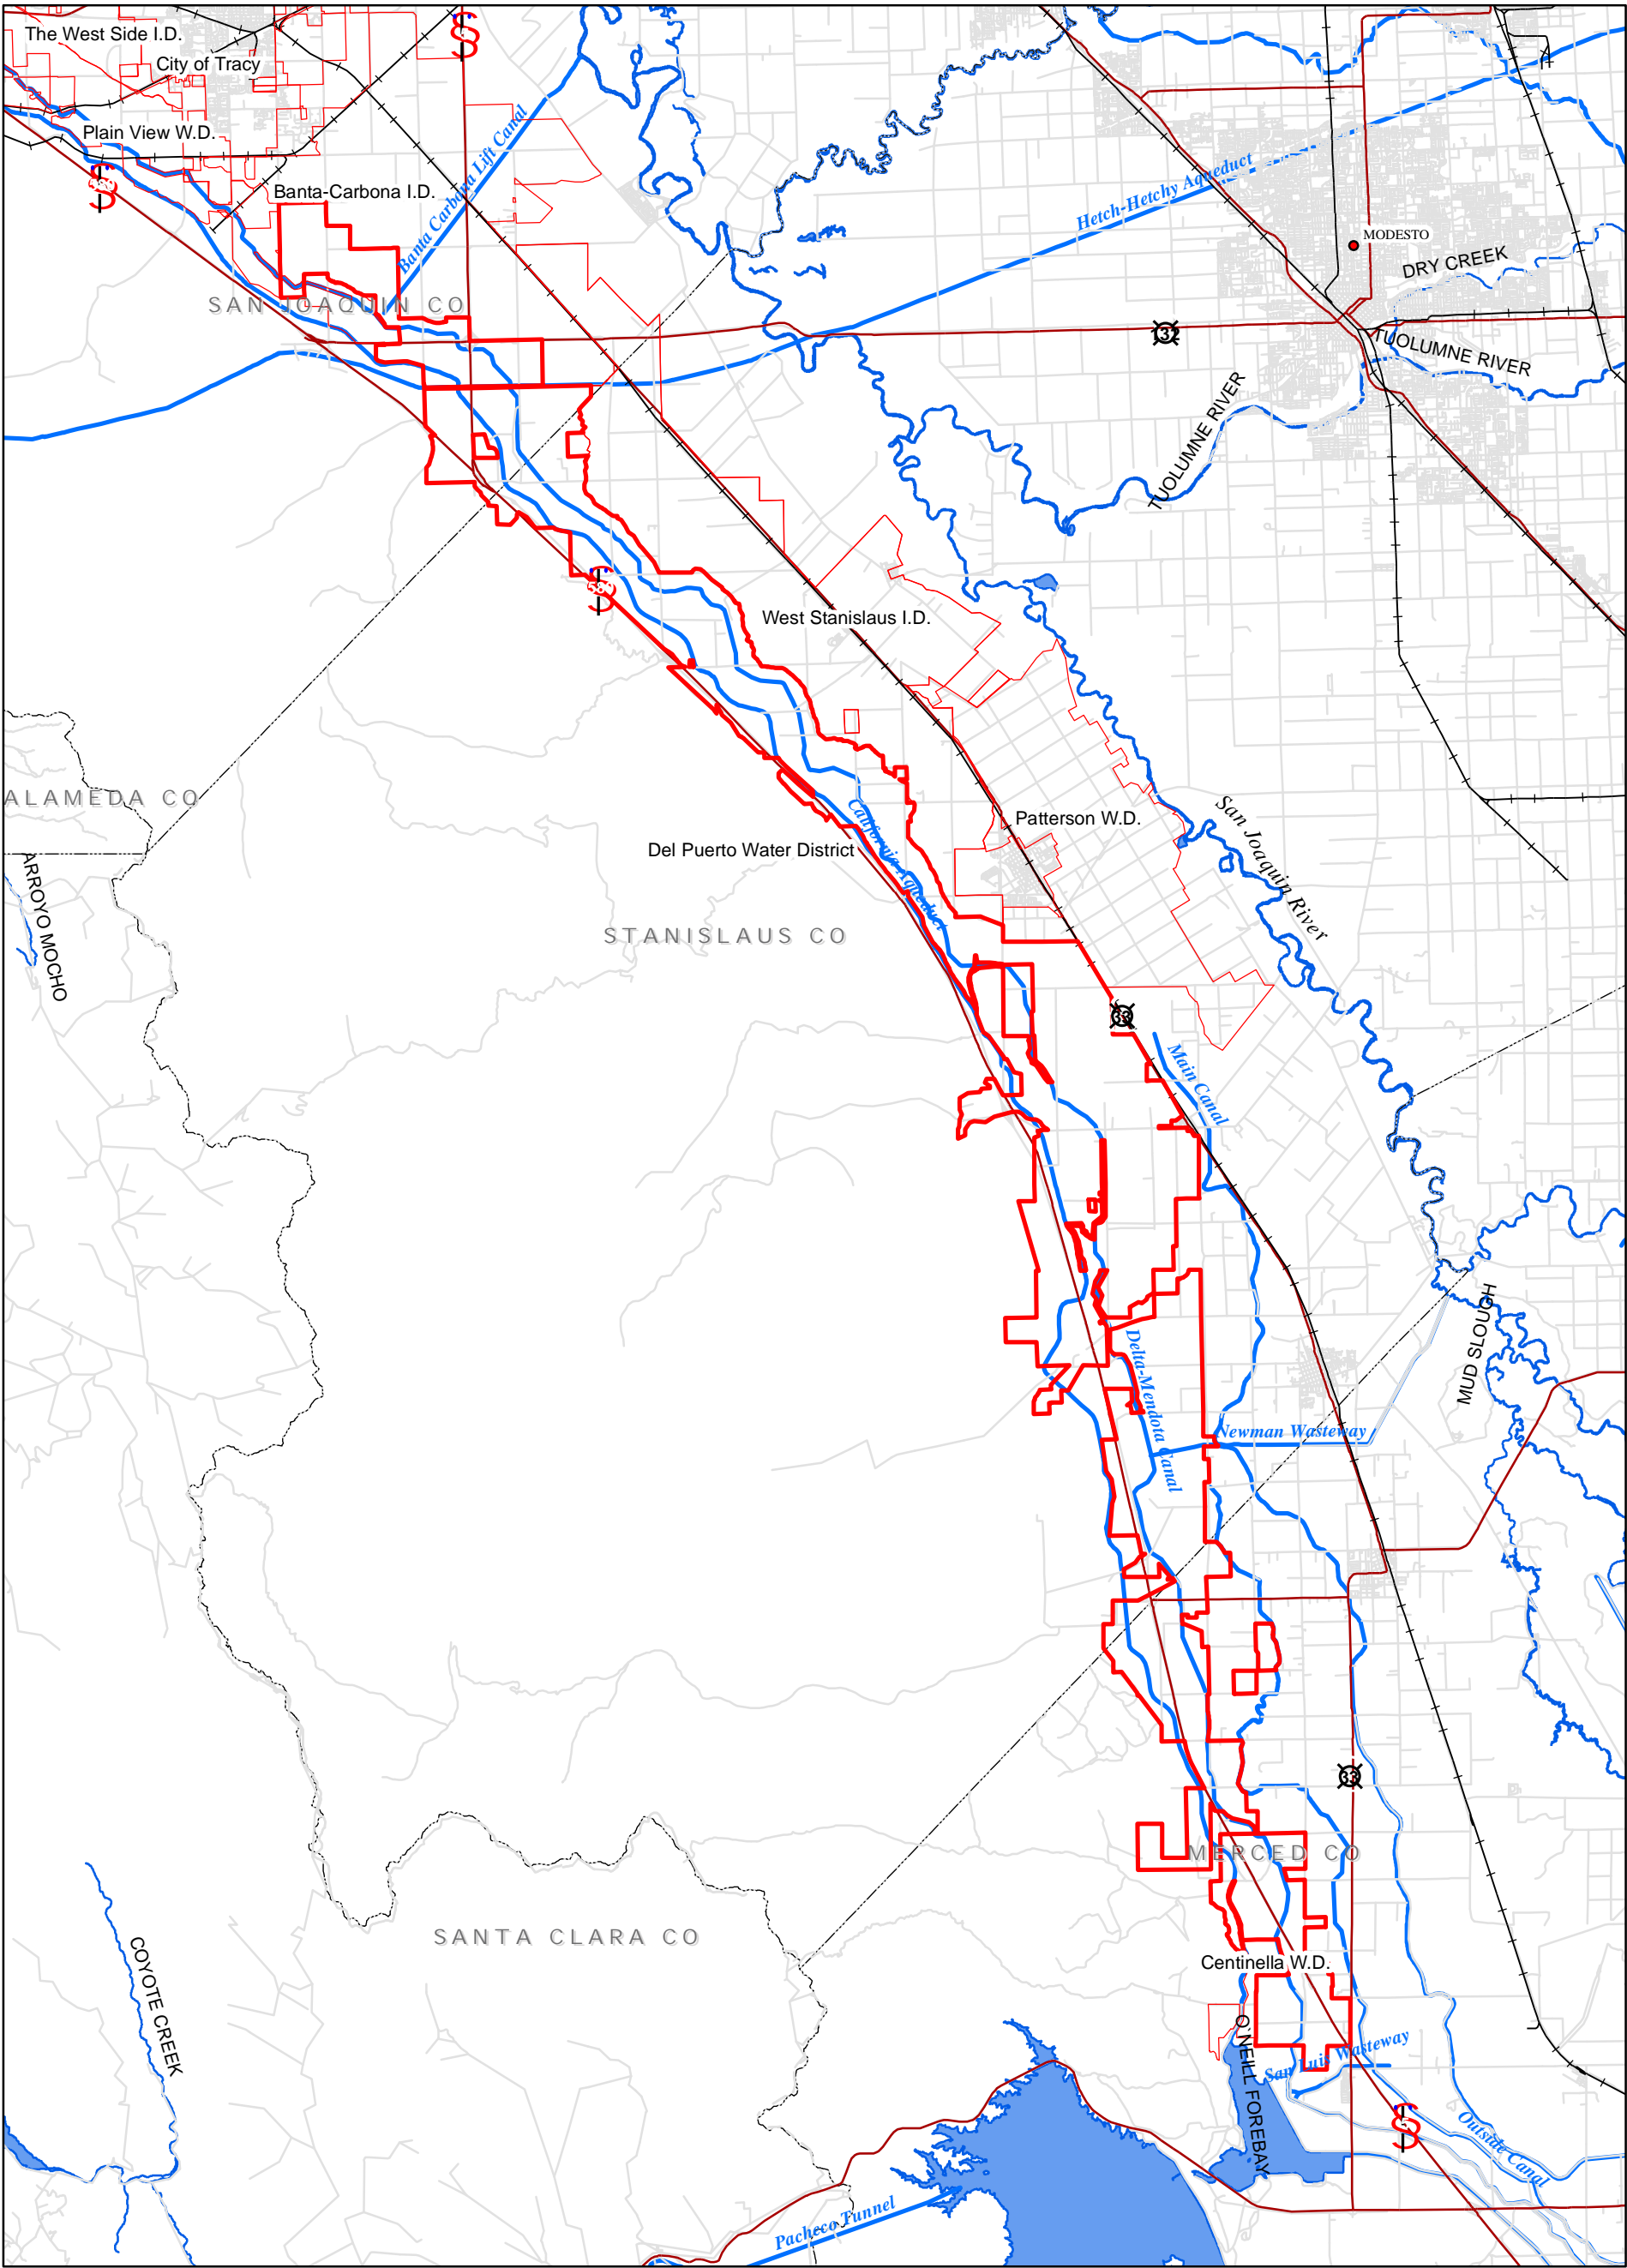 The West Side I.D.
City of Tracy
Plain View W.D.
Banta-Carbona I.D.
Banta Carbona Lift Canal
Hetch-Hetchy Aqueduct
MODESTO
DRY CREEK
SAN JOAQUIN CO
TUOLUMNE RIVER
TUOLUMNE RIVER
580
West Stanislaus I.D.
ALAMEDA CO
San Joaquin River
Patterson W.D.
California Aqueduct
Del Puerto Water District
ARROYO MOCHO
STANISLAUS CO
33
Main Canal
MUD SLOUGH
Delta-Mendota Canal
Newman Wasteway
33
MERCED CO
SANTA CLARA CO
COYOTE CREEK
Centinella W.D.
O'NEILL FOREBAY
San Luis Wasteway
Outside Canal
Pacheco Tunnel